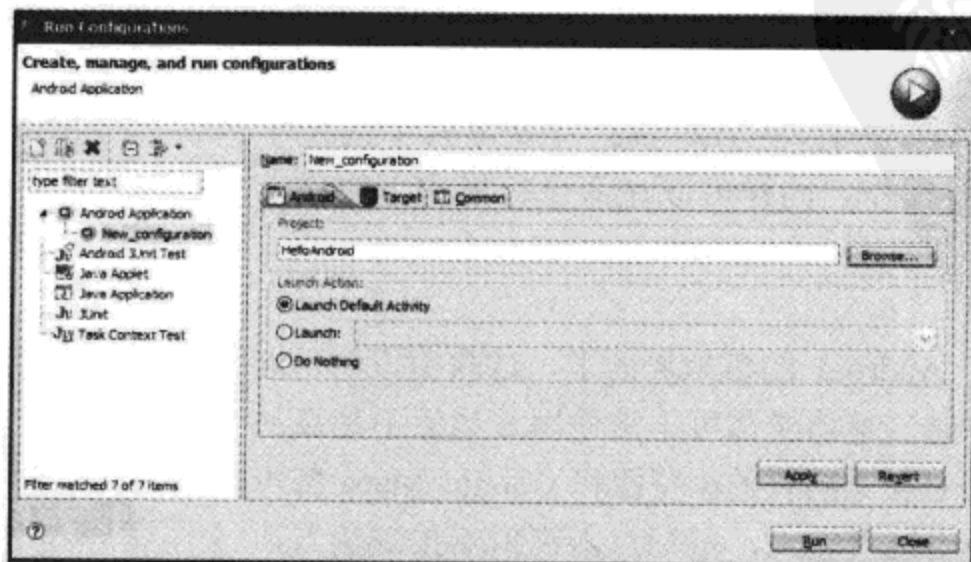 Run Configurations
Create, manage, and run configurations
Android Application
type filter text
Android Application
New_configuration
Android JUnit Test
Java Applet
Java Application
JUnit
Task Context Test
Filter matched 7 of 7 items
Name: New_configuration
Android Target Common
Project:
HelloAndroid
Browse...
Launch Action:
Launch Default Activity
Launch:
Do Nothing
Apply Revert
Run Close